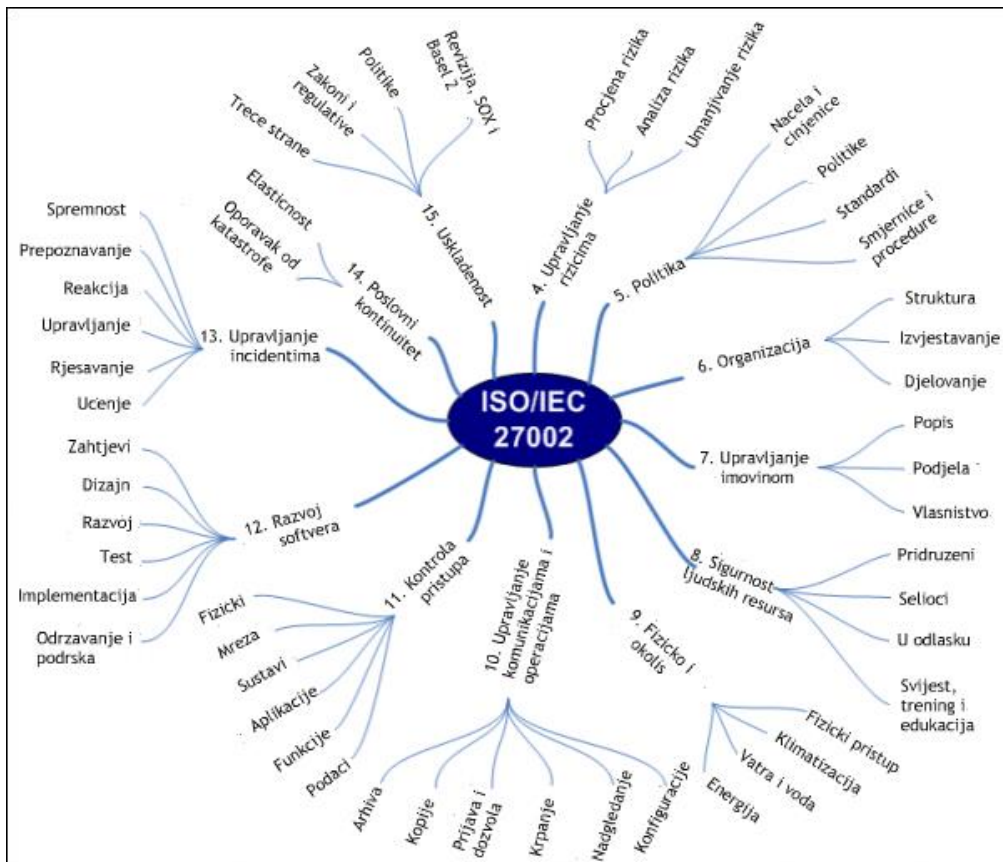 ISO/IEC
27002
4. Upravljanje
rizicima
Procjena rizika
Analiza rizika
Umanjivanje rizika
5. Politika
Nacela i
cinjenice
Politike
Standardi
Smjernice i
procedure
6. Organizacija
Struktura
Izvjestavanje
Djelovanje
7. Upravljanje
imovinom
Popis
Podjela
Vlasnistvo
8. Sigurnost
ljudskih resursa
Pridruzeni
Selioci
U odlasku
Svijest,
trening i
edukacija
9. Fizicko i
okolis
Fizicki pristup
Klimatizacija
Vatra i voda
Energija
10. Upravljanje
komunikacijama i
operacijama
Arhiva
Kopije
Prijava i
dozvola
Krpanje
Nadgledanje
Konfiguracije
11. Kontrola
pristupa
Fizicki
Mreza
Sustavi
Aplikacije
Funkcije
Podaci
12. Razvoj
softvera
Zahtjevi
Dizajn
Razvoj
Test
Implementacija
Odrzavanje i
podrska
13. Upravljanje
incidentima
Spremnost
Prepoznavanje
Reakcija
Upravljanje
Rjesavanje
Ucenje
14. Poslovni
kontinuitet
Elasticnost
Oporavak od
katastrofe
15. Uskladenost
Trece strane
Zakoni i
regulative
Politike
Revizija, SOX i
Basel 2